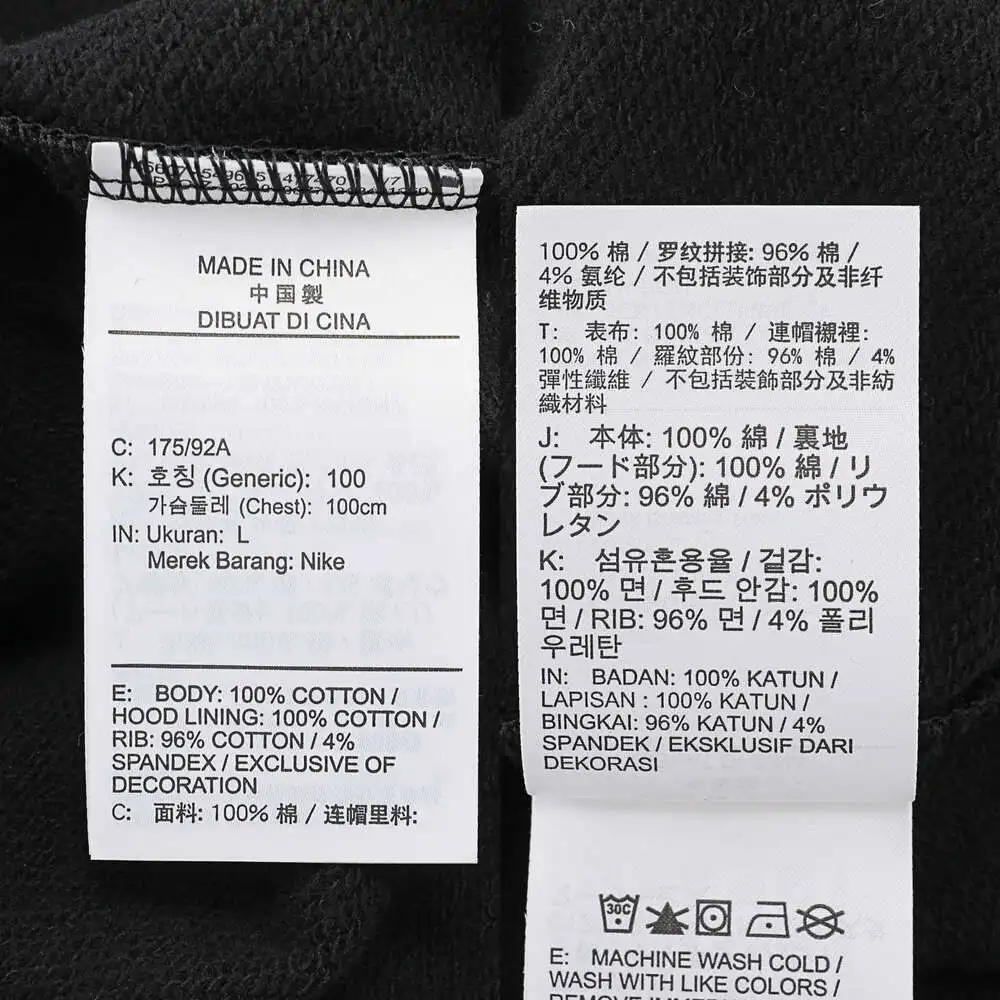 MADE IN CHINA
中国製
DIBUAT DI CINA
C: 175/92A
K: 호칭 (Generic): 100
가슴둘레 (Chest): 100cm
IN: Ukuran: L
Merek Barang: Nike
E: BODY: 100% COTTON /
HOOD LINING: 100% COTTON /
RIB: 96% COTTON / 4%
SPANDEX / EXCLUSIVE OF
DECORATION
C: 面料: 100% 棉 / 连帽里料:
100% 棉 / 罗纹拼接: 96% 棉 /
4% 氨纶 / 不包括装饰部分及非纤
维物质
T: 表布: 100% 棉 / 連帽襯裡:
100% 棉 / 羅紋部份: 96% 棉 / 4%
彈性纖維 / 不包括裝飾部分及非紡
織材料
J: 本体: 100% 綿 / 裏地
(フード部分): 100% 綿 / リ
ブ部分: 96% 綿 / 4% ポリウ
レタン
K: 섬유혼용율 / 겉감:
100% 면 / 후드 안감: 100%
면 / RIB: 96% 면 / 4% 폴리
우레탄
IN: BADAN: 100% KATUN /
LAPISAN : 100% KATUN /
BINGKAI: 96% KATUN / 4%
SPANDEK / EKSKLUSIF DARI
DEKORASI
30C
E: MACHINE WASH COLD /
WASH WITH LIKE COLORS /